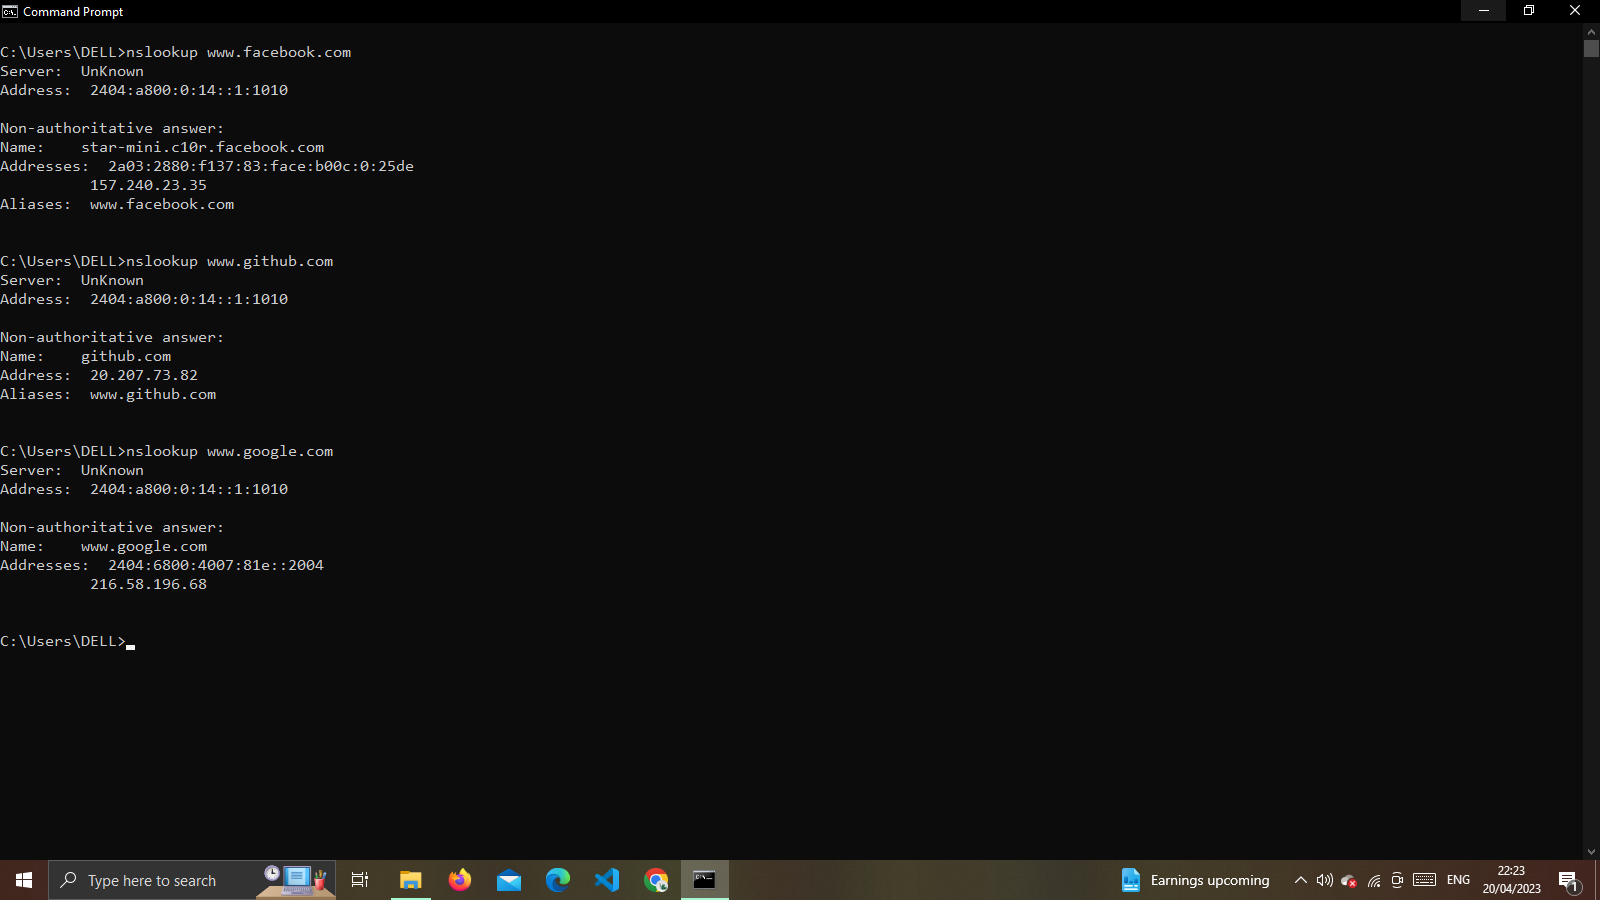 Command Prompt
C:\Users\DELL>nslookup www.facebook.com
Server:  UnKnown
Address:  2404:a800:0:14::1:1010
Non-authoritative answer:
Name:    star-mini.c10r.facebook.com
Addresses:  2a03:2880:f137:83:face:b00c:0:25de
157.240.23.35
Aliases:  www.facebook.com
C:\Users\DELL>nslookup www.github.com
Server:  UnKnown
Address:  2404:a800:0:14::1:1010
Non-authoritative answer:
Name:    github.com
Address:  20.207.73.82
Aliases:  www.github.com
C:\Users\DELL>nslookup www.google.com
Server:  UnKnown
Address:  2404:a800:0:14::1:1010
Non-authoritative answer:
Name:    www.google.com
Addresses:  2404:6800:4007:81e::2004
216.58.196.68
C:\Users\DELL>
Type here to search
Earnings upcoming
ENG
22:23
20/04/2023
1